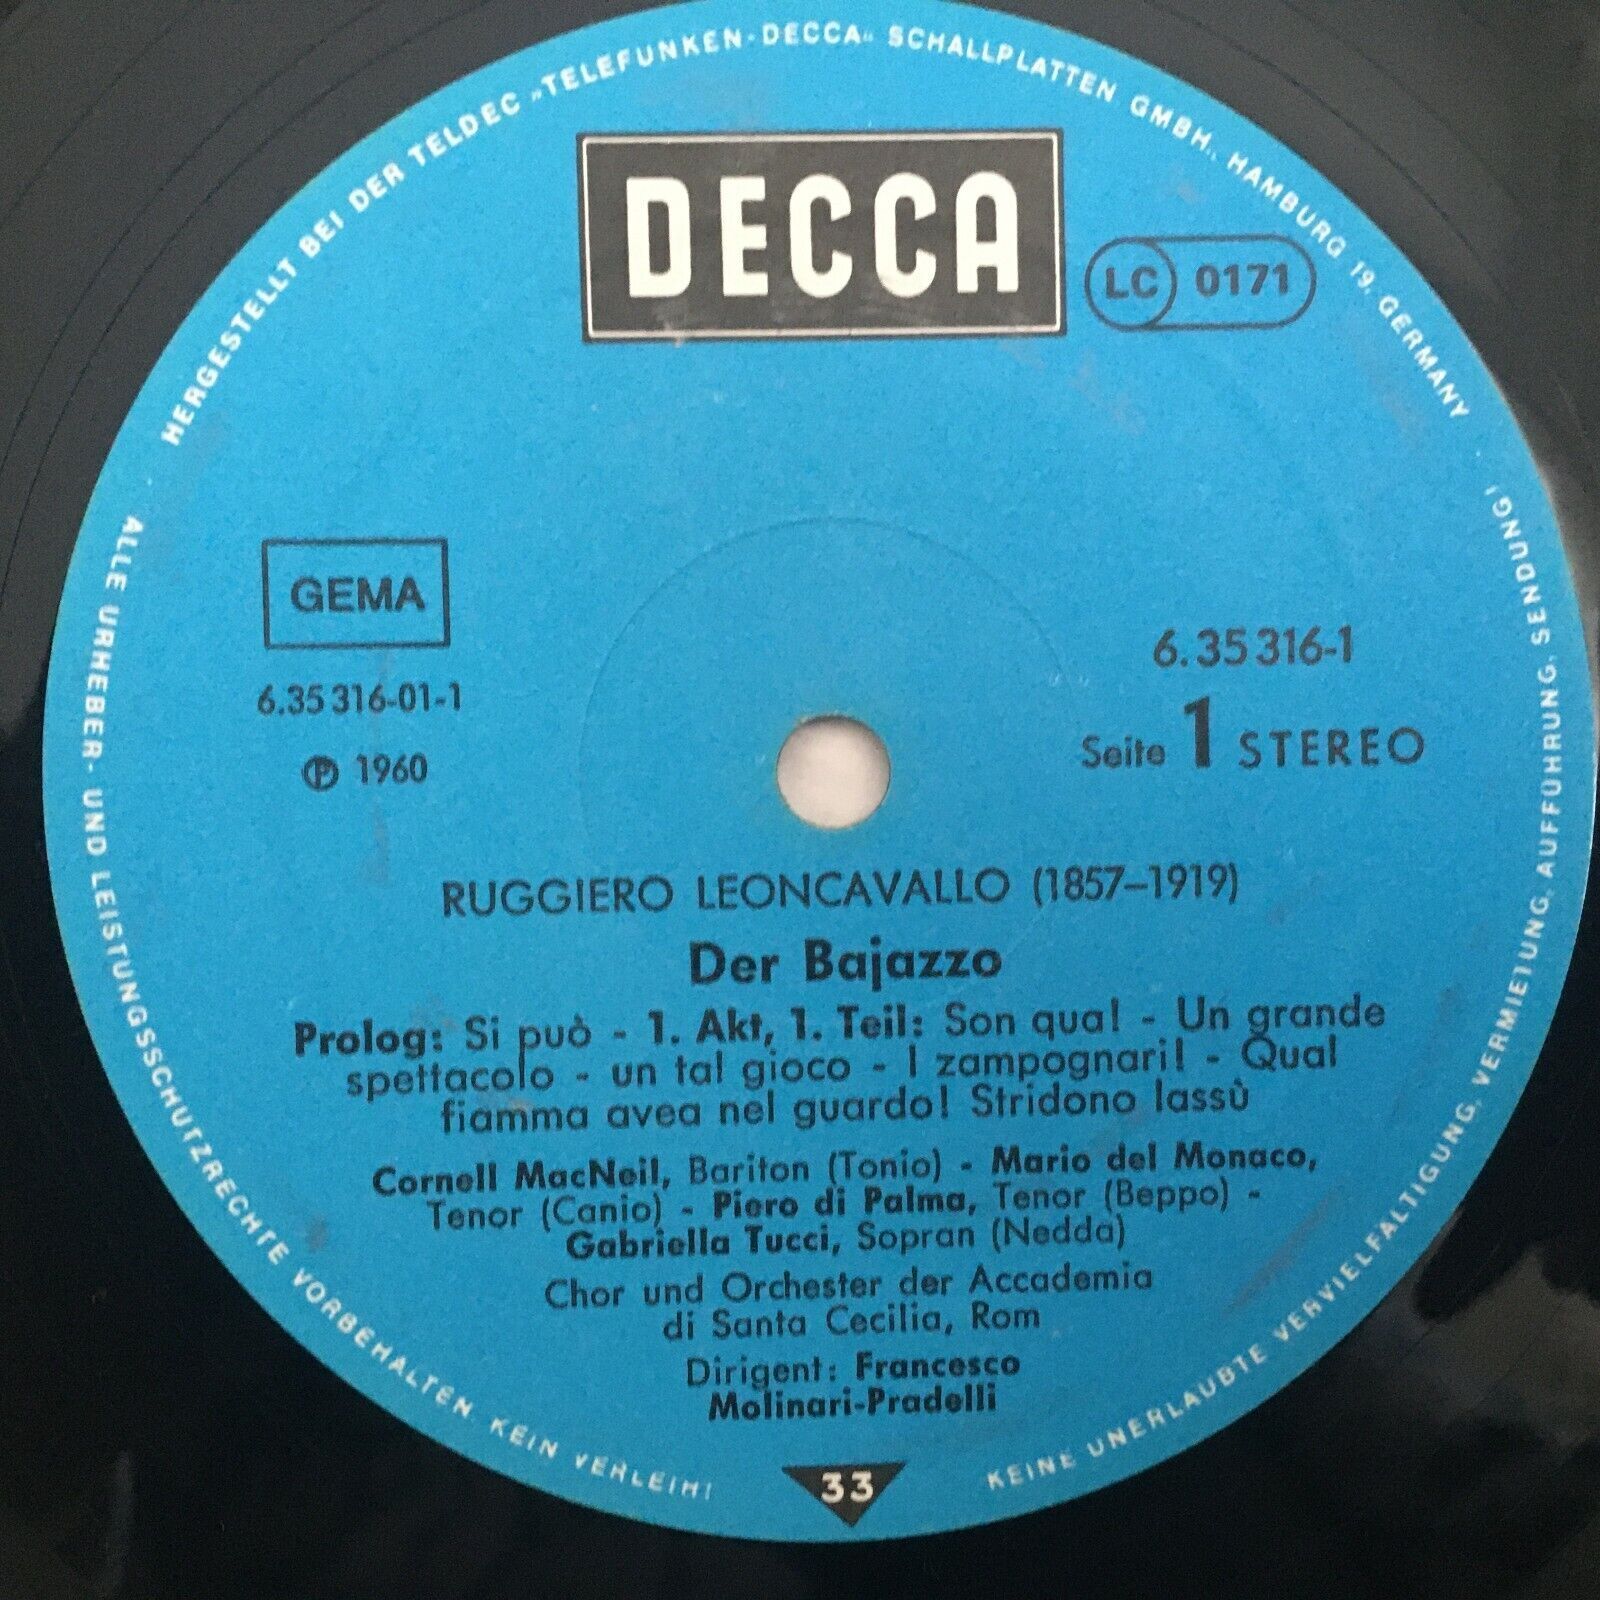 HERGESTELLT BEI DER TELDEC »TELEFUNKEN-DECCA« SCHALLPLATTEN GMBH., HAMBURG 19, GERMANY
DECCA
LC 0171
GEMA
6.35 316-01-1
℗ 1960
6.35 316-1
Seite 1 STEREO
RUGGIERO LEONCAVALLO (1857–1919)
Der Bajazzo
Prolog: Si può - 1. Akt, 1. Teil: Son qua! - Un grande
spettacolo - un tal gioco - I zampognari! - Qual
fiamma avea nel guardo! Stridono lassù
Cornell MacNeil, Bariton (Tonio) - Mario del Monaco,
Tenor (Canio) - Piero di Palma, Tenor (Beppo) -
Gabriella Tucci, Sopran (Nedda)
Chor und Orchester der Accademia
di Santa Cecilia, Rom
Dirigent: Francesco
Molinari-Pradelli
33
ALLE URHEBER- UND LEISTUNGSSCHUTZRECHTE VORBEHALTEN. KEIN VERLEIH!
KEINE UNERLAUBTE VERVIELFALTIGUNG, VERMIETUNG, AUFFÜHRUNG, SENDUNG!